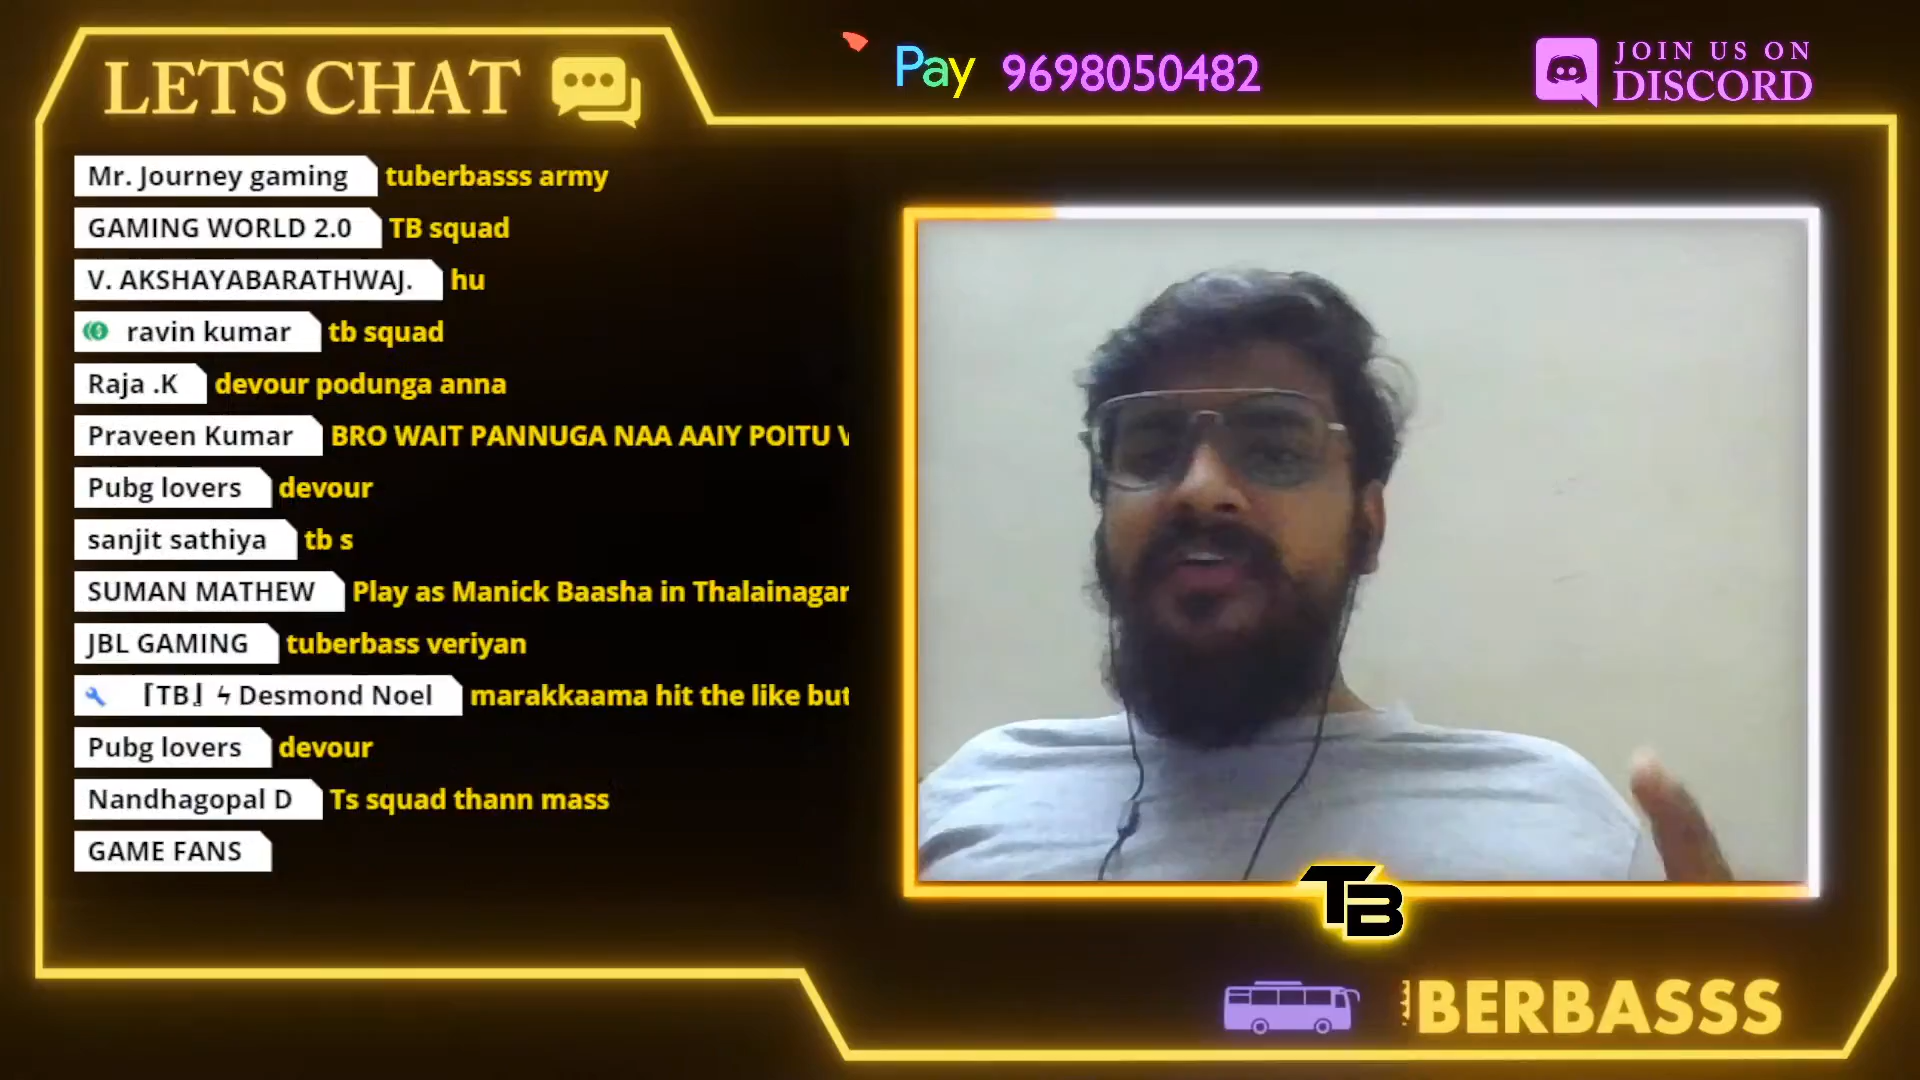 LETS CHAT
Pay 9698050482
JOIN US ON
DISCORD
Mr. Journey gaming tuberbasss army
GAMING WORLD 2.0 TB squad
V. AKSHAYABARATHWAJ. hu
ravin kumar tb squad
Raja .K devour podunga anna
Praveen Kumar BRO WAIT PANNUGA NAA AAIY POITU
Pubg lovers devour
sanjit sathiya tb s
SUMAN MATHEW Play as Manick Baasha in Thalainagar
JBL GAMING tuberbass veriyan
「TB」 ϟ Desmond Noel marakkaama hit the like but
Pubg lovers devour
Nandhagopal D Ts squad thann mass
GAME FANS
TB
BERBASSS